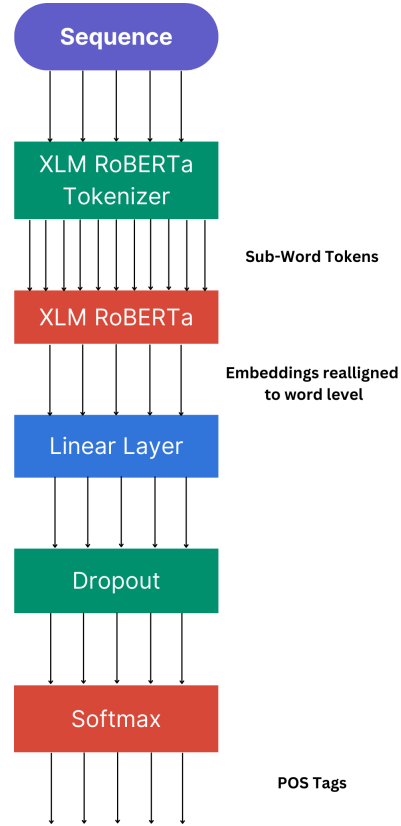 Sequence
XLM RoBERTa
Tokenizer
Sub-Word Tokens
XLM RoBERTa
Embeddings realligned
to word level
Linear Layer
Dropout
Softmax
POS Tags